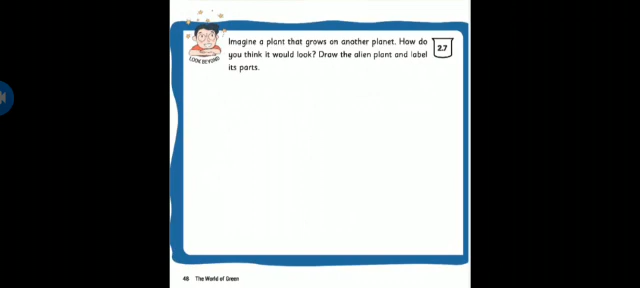 Imagine a plant that grows on another planet. How do
you think it would look? Draw the alien plant and label
its parts.
2.7
LOOK BEYOND
48 The World of Green